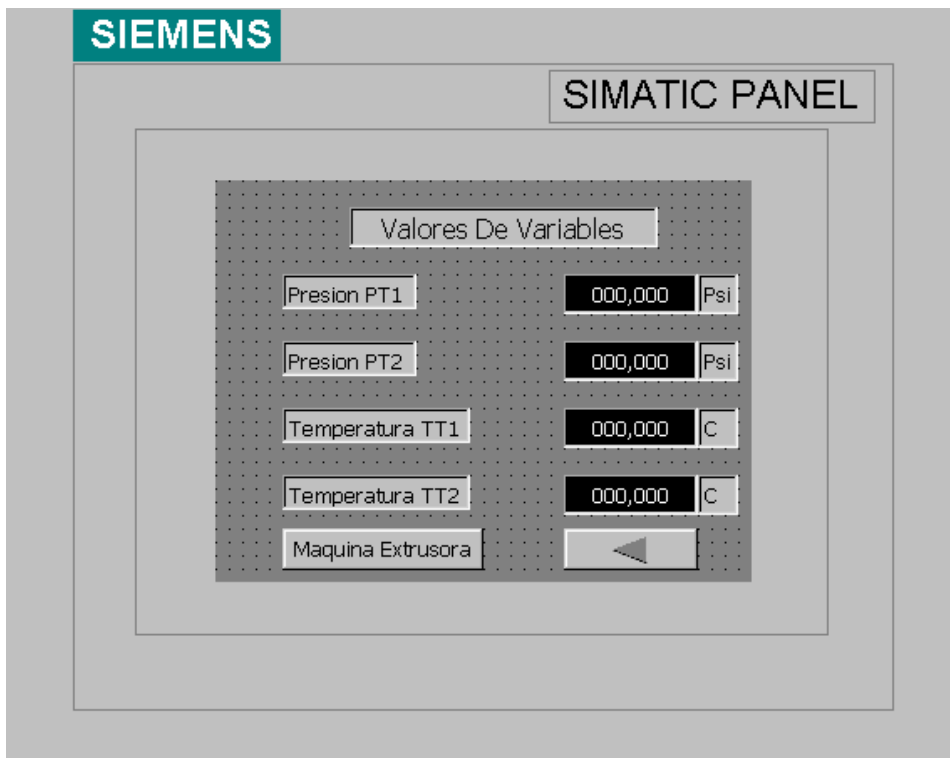 SIEMENS
SIMATIC PANEL
Valores De Variables
Presion PT1 000,000 Psi
Presion PT2 000,000 Psi
Temperatura TT1 000,000 C
Temperatura TT2 000,000 C
Maquina Extrusora